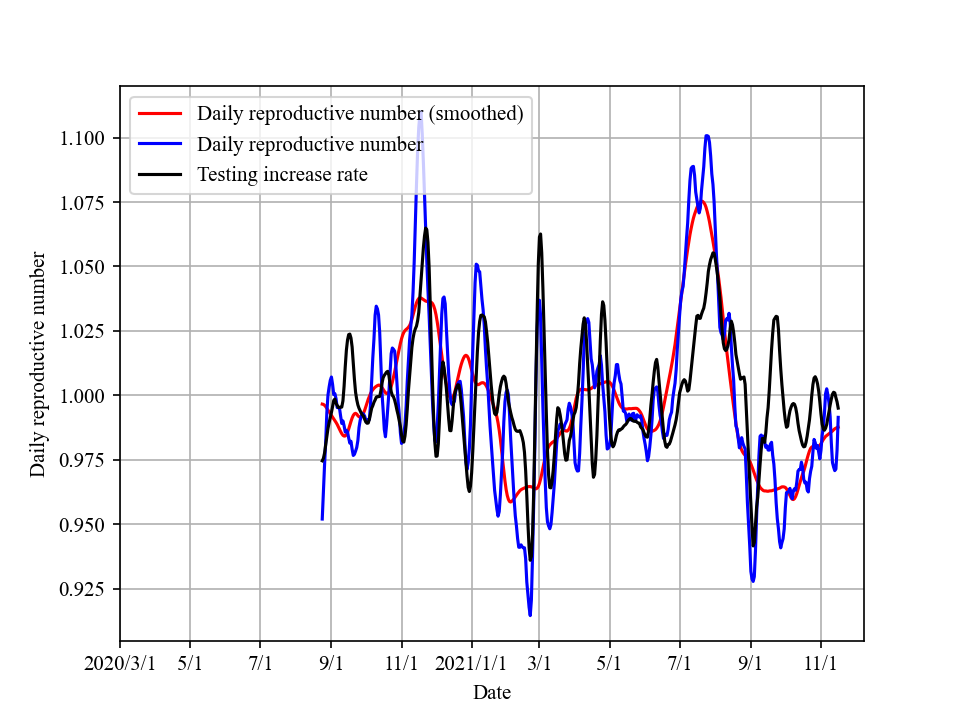 Daily reproductive number (smoothed)
Daily reproductive number
Testing increase rate
Daily reproductive number
1.100
1.075
1.050
1.025
1.000
0.975
0.950
0.925
2020/3/1 5/1 7/1 9/1 11/1 2021/1/1 3/1 5/1 7/1 9/1 11/1
Date